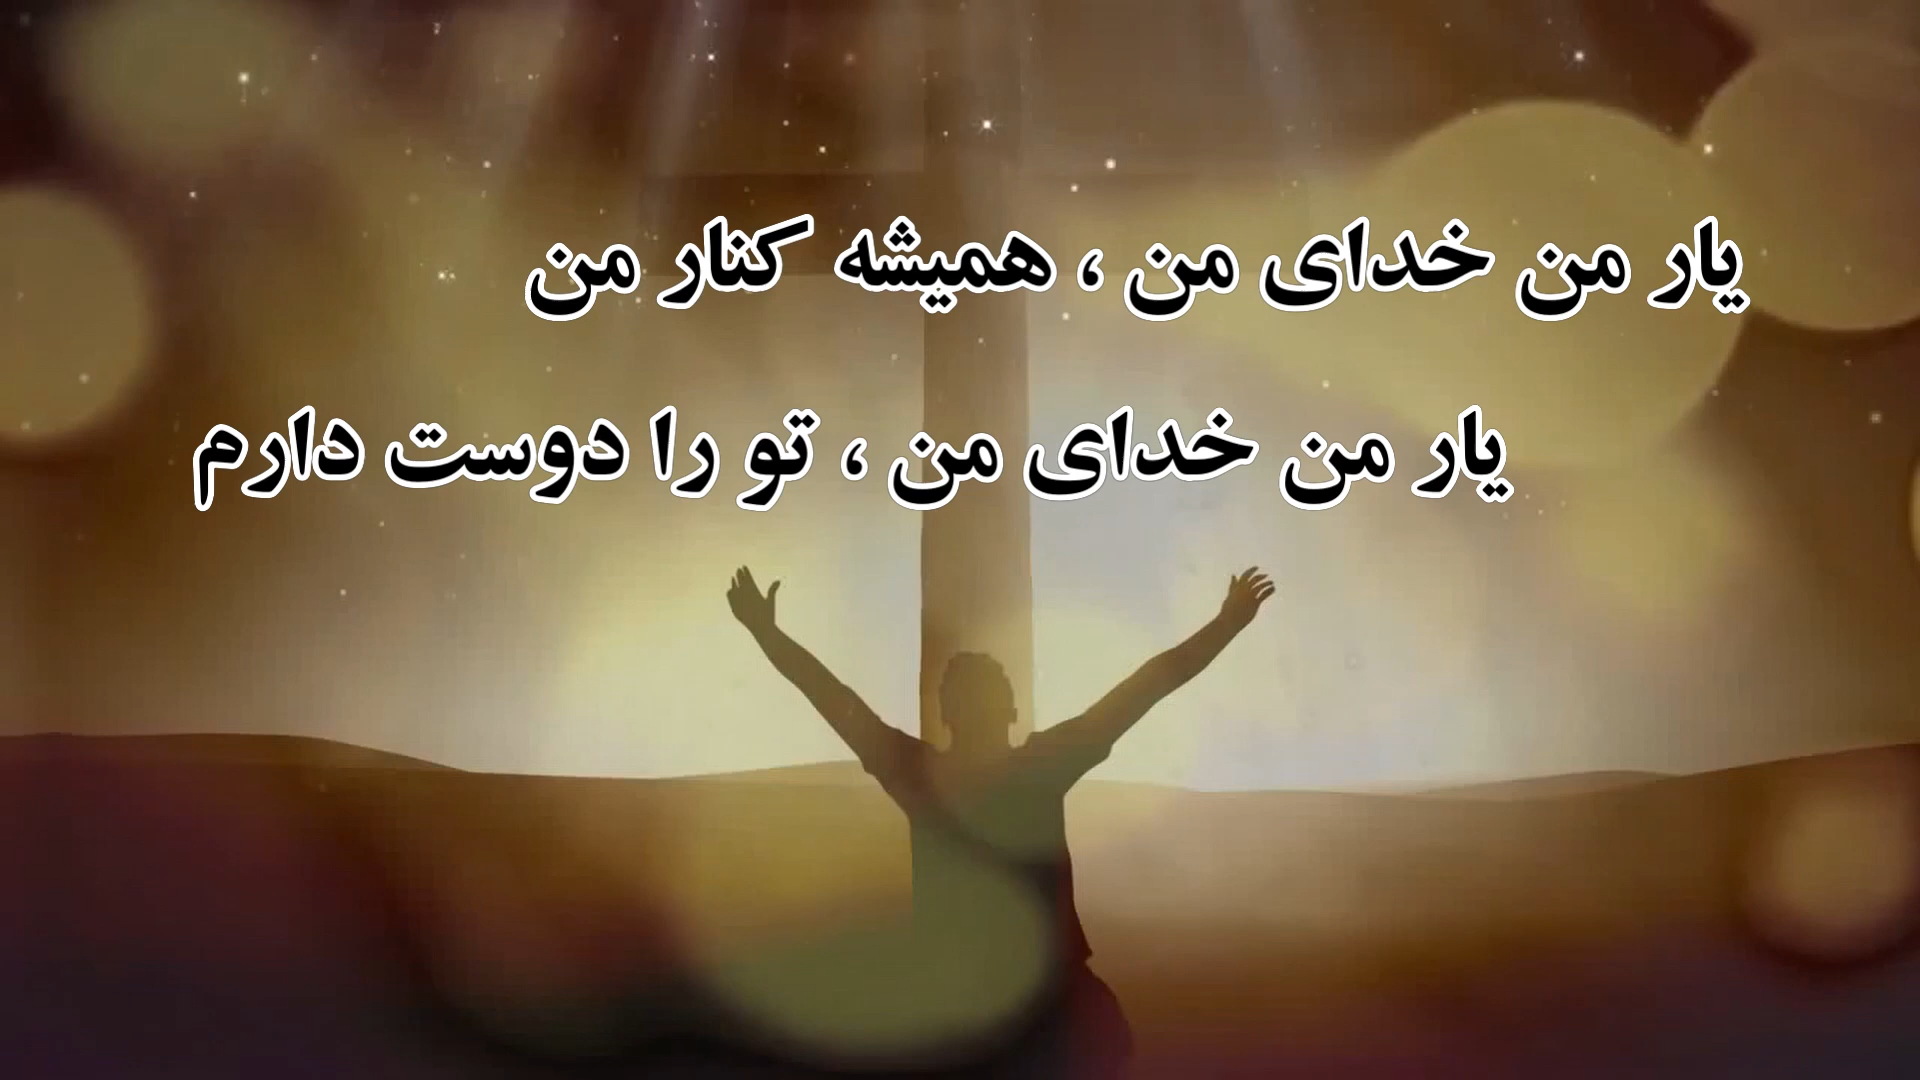 یار من خدای من ، همیشه کنار من
یار من خدای من ، تو را دوست دارم